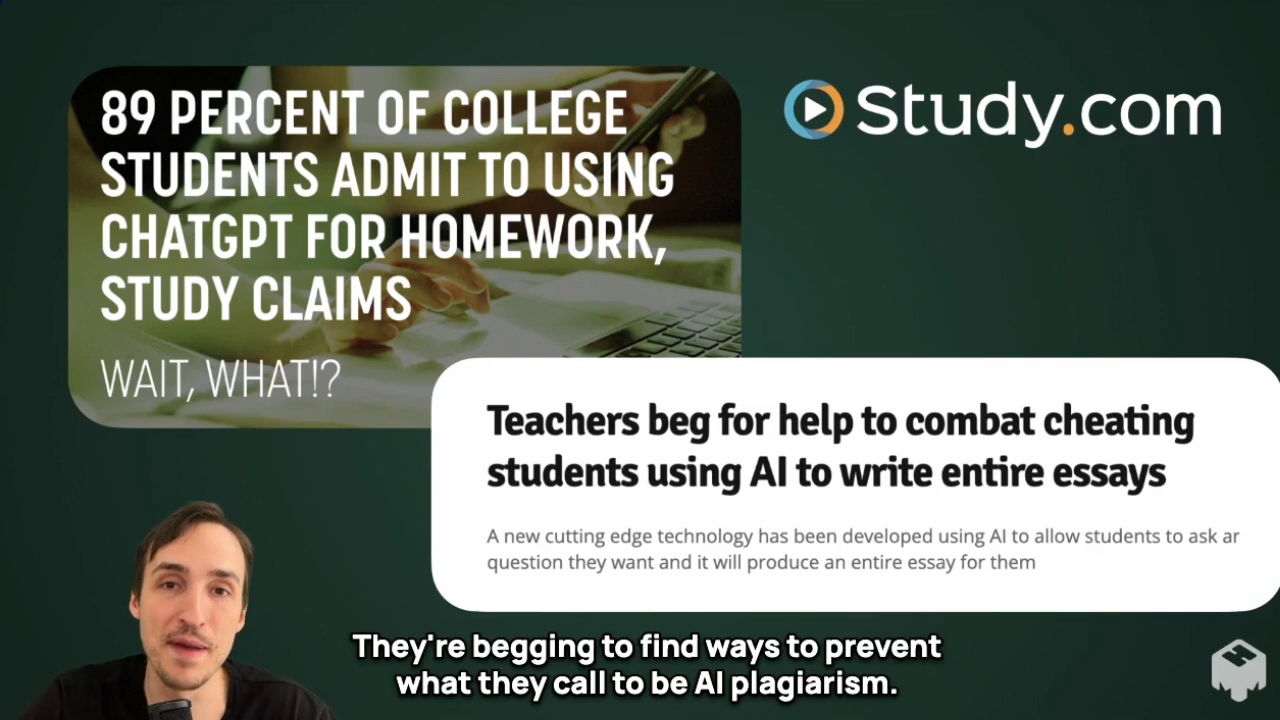 89 PERCENT OF COLLEGE
STUDENTS ADMIT TO USING
CHATGPT FOR HOMEWORK,
STUDY CLAIMS
WAIT, WHAT!?
Study.com
Teachers beg for help to combat cheating
students using AI to write entire essays
A new cutting edge technology has been developed using AI to allow students to ask ar
question they want and it will produce an entire essay for them
They're begging to find ways to prevent
what they call to be AI plagiarism.